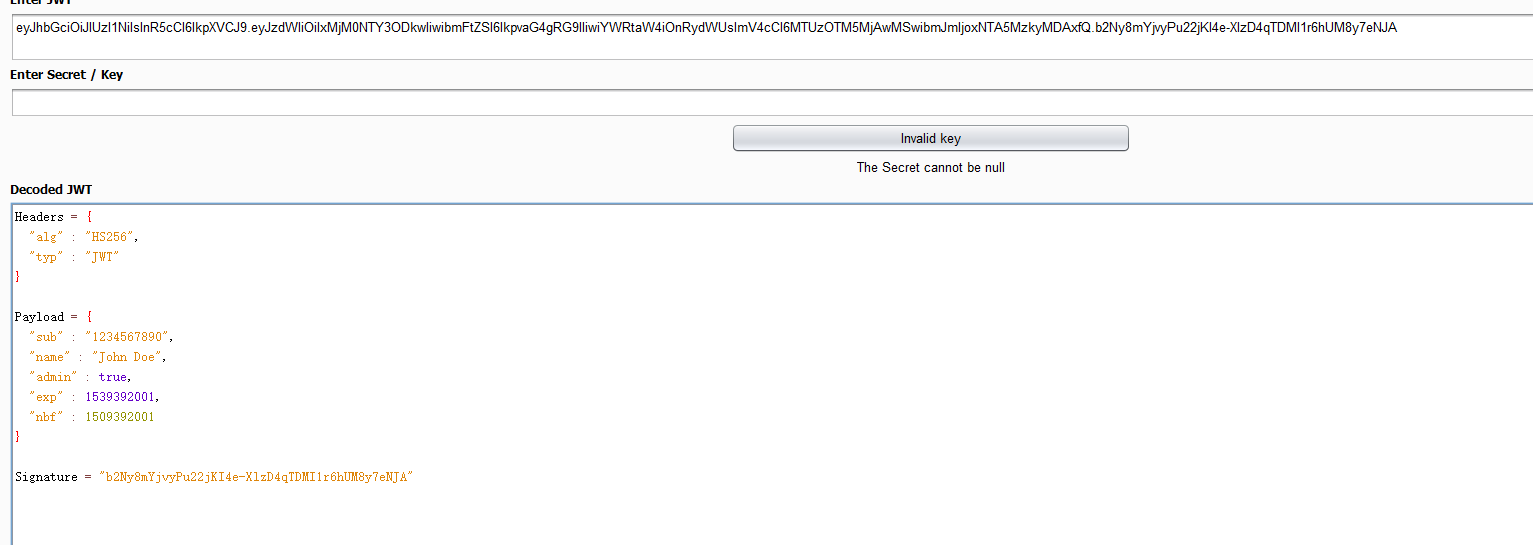 Enter JWT
eyJhbGciOiJIUzI1NiIsInR5cCI6IkpXVCJ9.eyJzdWIiOiIxMjM0NTY3ODkwIiwibmFtZSI6IkpvaG4gRG9lIiwiYWRtaW4iOnRydWUsImV4cCI6MTUzOTM5MjAwMSwibmJmIjoxNTA5MzkyMDAxfQ.b2Ny8mYjvyPu22jKI4e-XlzD4qTDMI1r6hUM8y7eNJA
Enter Secret / Key
Invalid key
The Secret cannot be null
Decoded JWT
Headers = {
"alg" : "HS256",
"typ" : "JWT"
}
Payload = {
"sub" : "1234567890",
"name" : "John Doe",
"admin" : true,
"exp" : 1539392001,
"nbf" : 1509392001
}
Signature = "b2Ny8mYjvyPu22jKI4e-XlzD4qTDMI1r6hUM8y7eNJA"